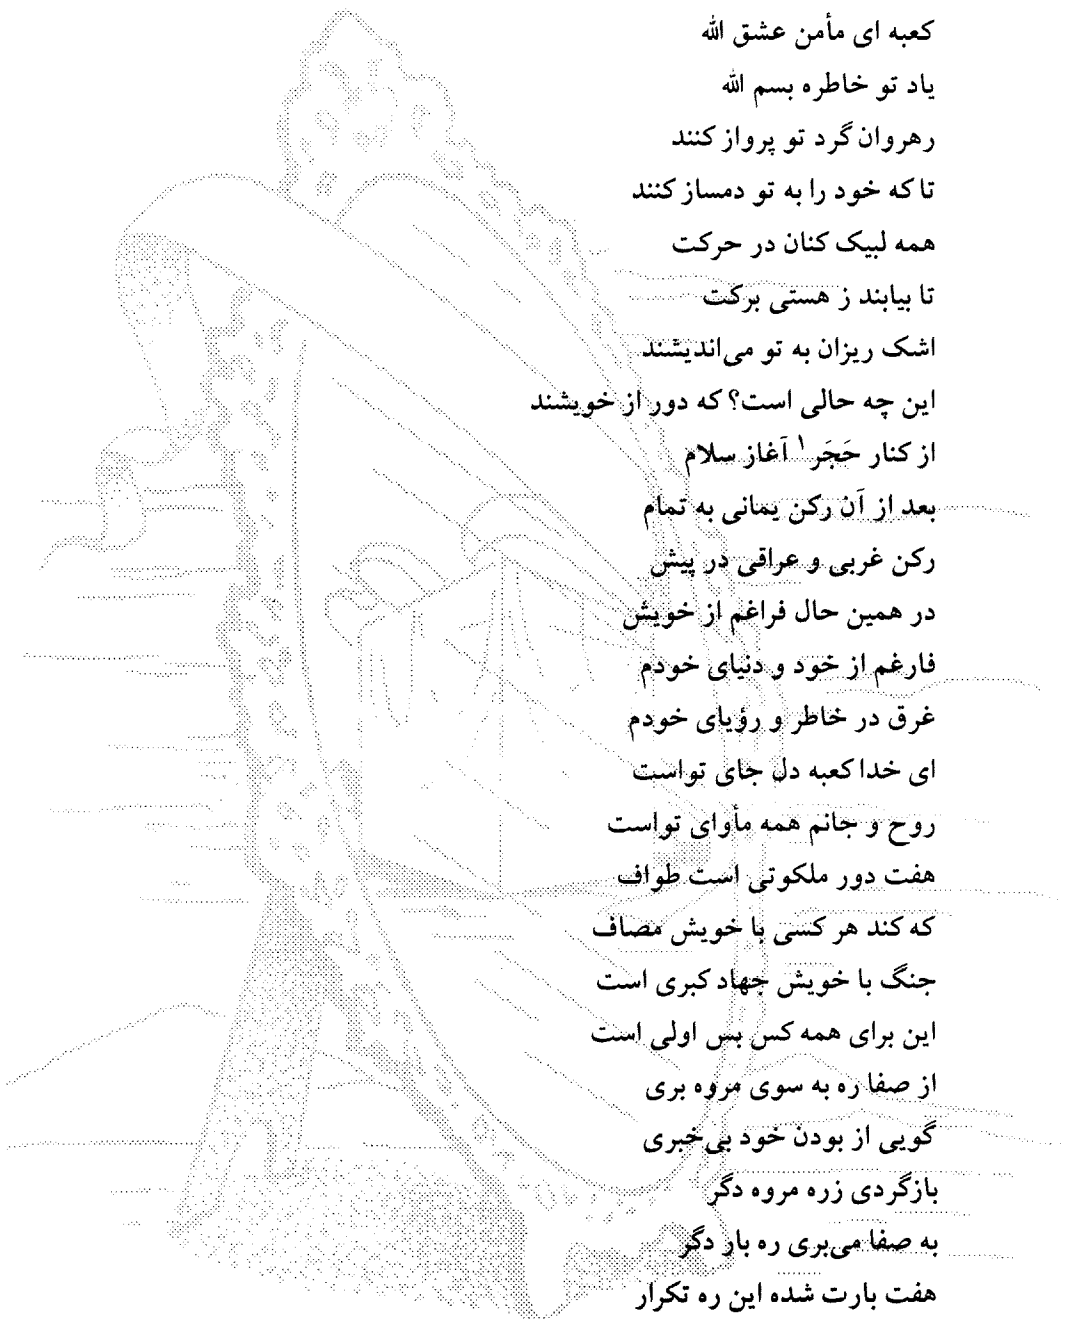 کعبه ای مأمن عشق الله
یاد تو خاطره بسم الله
رهروان گرد تو پرواز کنند
تا که خود را به تو دمساز کنند
همه لبیک کنان در حرکت
تا بیابند ز هستی برکت
اشک ریزان به تو می‌اندیشند
این چه حالی است؟ که دور از خویشند
از کنار حَجَر۱ آغاز سلام
بعد از آن رکن یمانی به تمام
رکن غربی و عراقی در پیش
در همین حال فراغم از خویش
فارغم از خود و دنیای خودم
غرق در خاطر و رؤیای خودم
ای خدا کعبه دل جای تواست
روح و جانم همه مأوای تواست
هفت دور ملکوتی است طواف
که کند هر کسی با خویش مصاف
جنگ با خویش جهاد کبری است
این برای همه کس بس اولی است
از صفا ره به سوی مروه بری
گویی از بودن خود بی‌خبری
بازگردی زره مروه دگر
به صفا می‌بری ره بار دگر
هفت بارت شده این ره تکرار